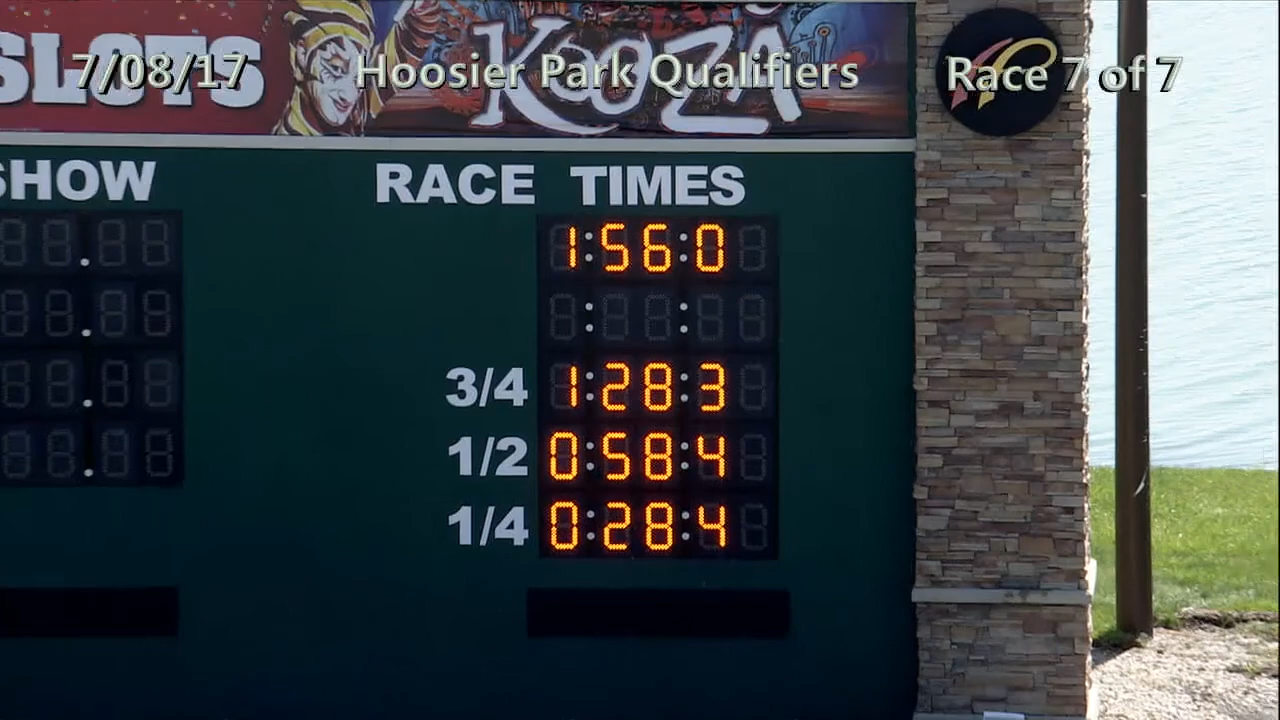 SLOTS
KOOZA
7/08/17 Hoosier Park Qualifiers Race 7 of 7
SHOW
RACE TIMES
1:56:0
3/4 1:28:3
1/2 0:58:4
1/4 0:28:4